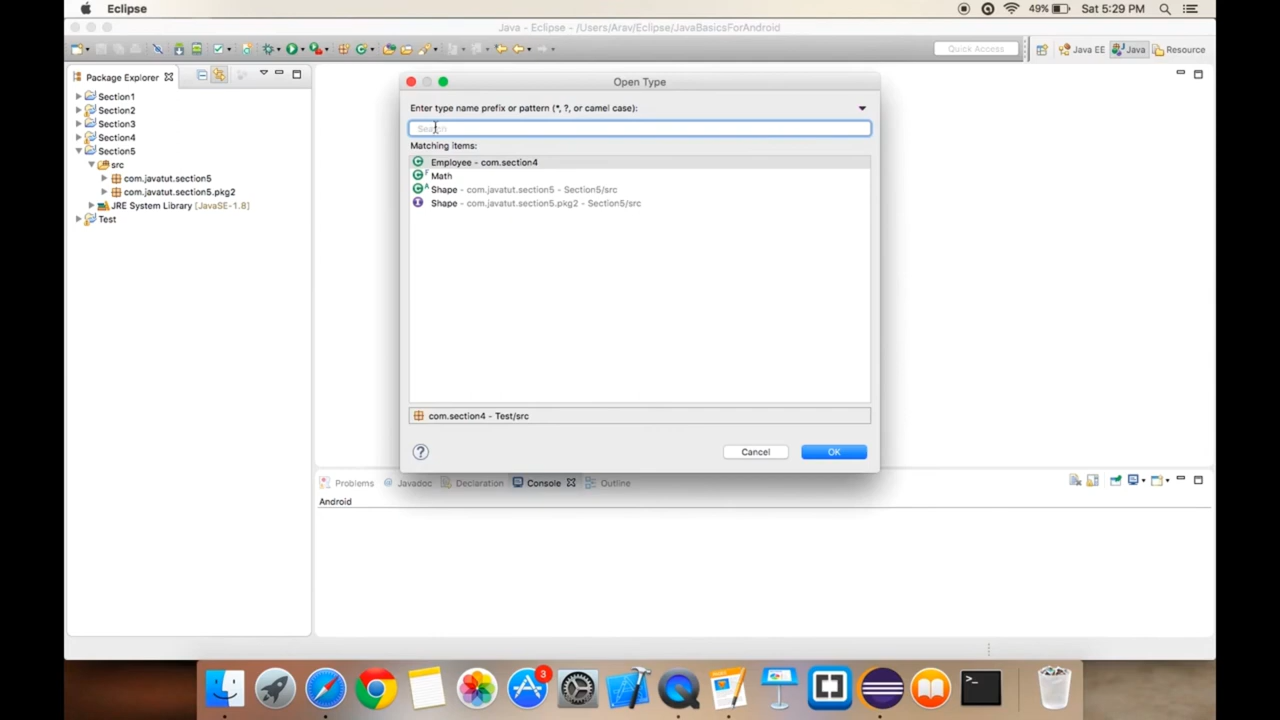 Eclipse
49%
Sat 5:29 PM
Java - Eclipse - /Users/Arav/Eclipse/JavaBasicsForAndroid
Quick Access
Java EE
Java
Resource
Package Explorer
Section1
Section2
Section3
Section4
Section5
src
com.javatut.section5
com.javatut.section5.pkg2
JRE System Library [JavaSE-1.8]
Test
Open Type
Enter type name prefix or pattern (*, ?, or camel case):
Search
Matching items:
C Employee - com.section4
C F Math
C A Shape - com.javatut.section5 - Section5/src
I Shape - com.javatut.section5.pkg2 - Section5/src
com.section4 - Test/src
?
Cancel
OK
Problems
@ Javadoc
Declaration
Console
Outline
Android
3
>_